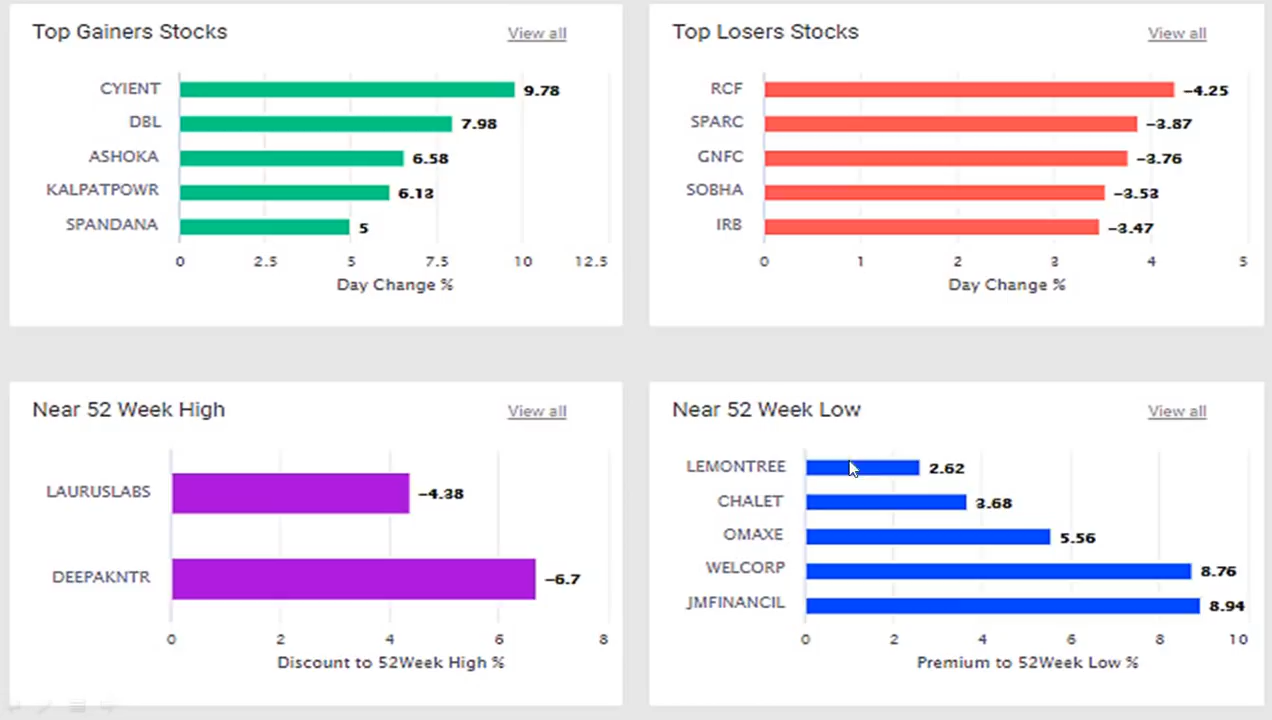 Top Gainers Stocks View all
CYIENT 9.78
DBL 7.98
ASHOKA 6.58
KALPATPOWR 6.13
SPANDANA 5
0 2.5 5 7.5 10 12.5
Day Change %
Top Losers Stocks View all
RCF −4.25
SPARC −3.87
GNFC −3.76
SOBHA −3.53
IRB −3.47
0 1 2 3 4 5
Day Change %
Near 52 Week High View all
LAURUSLABS −4.38
DEEPAKNTR −6.7
0 2 4 6 8
Discount to 52Week High %
Near 52 Week Low View all
LEMONTREE 2.62
CHALET 3.68
OMAXE 5.56
WELCORP 8.76
JMFINANCIL 8.94
0 2 4 6 8 10
Premium to 52Week Low %